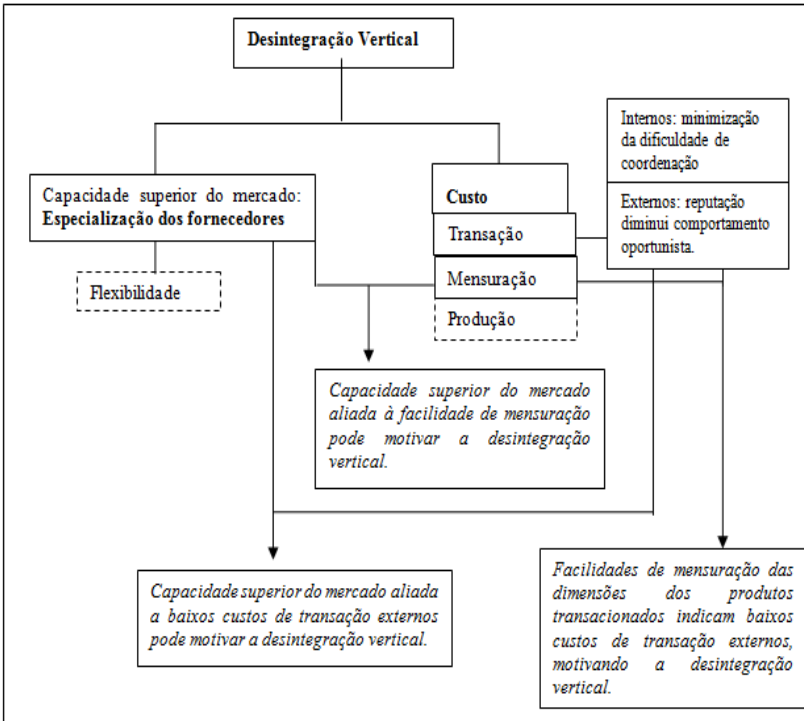 Desintegração Vertical
Internos: minimização
da dificuldade de
coordenação
Externos: reputação
diminui comportamento
oportunista.
Capacidade superior do mercado:
Especialização dos fornecedores
Flexibilidade
Custo
Transação
Mensuração
Produção
Capacidade superior do mercado
aliada à facilidade de mensuração
pode motivar a desintegração
vertical.
Capacidade superior do mercado aliada
a baixos custos de transação externos
pode motivar a desintegração vertical.
Facilidades de mensuração das
dimensões dos produtos
transacionados indicam baixos
custos de transação externos,
motivando a desintegração
vertical.